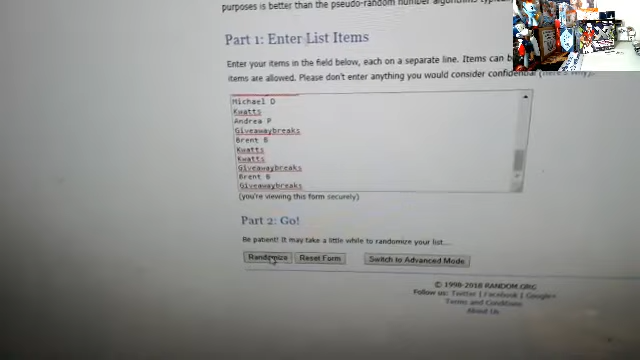 purposes is better than the pseudo-random number algorithms
Part 1: Enter List Items
Enter your items in the field below, each on a separate line. Items can b
items are allowed. Please don't enter anything you would consider confidential (here's why).
Michael D
Kwatts
Andrea P
Giveawaybreaks
Brent B
Kwatts
Kwatts
Giveawaybreaks
Brent B
Giveawaybreaks
(you're viewing this form securely)
Part 2: Go!
Be patient! It may take a little while to randomize your list...
Randomize Reset Form Switch to Advanced Mode
© 1998-2018 RANDOM.ORG
Follow us: Twitter | Facebook | Google+
Terms and Conditions
About Us